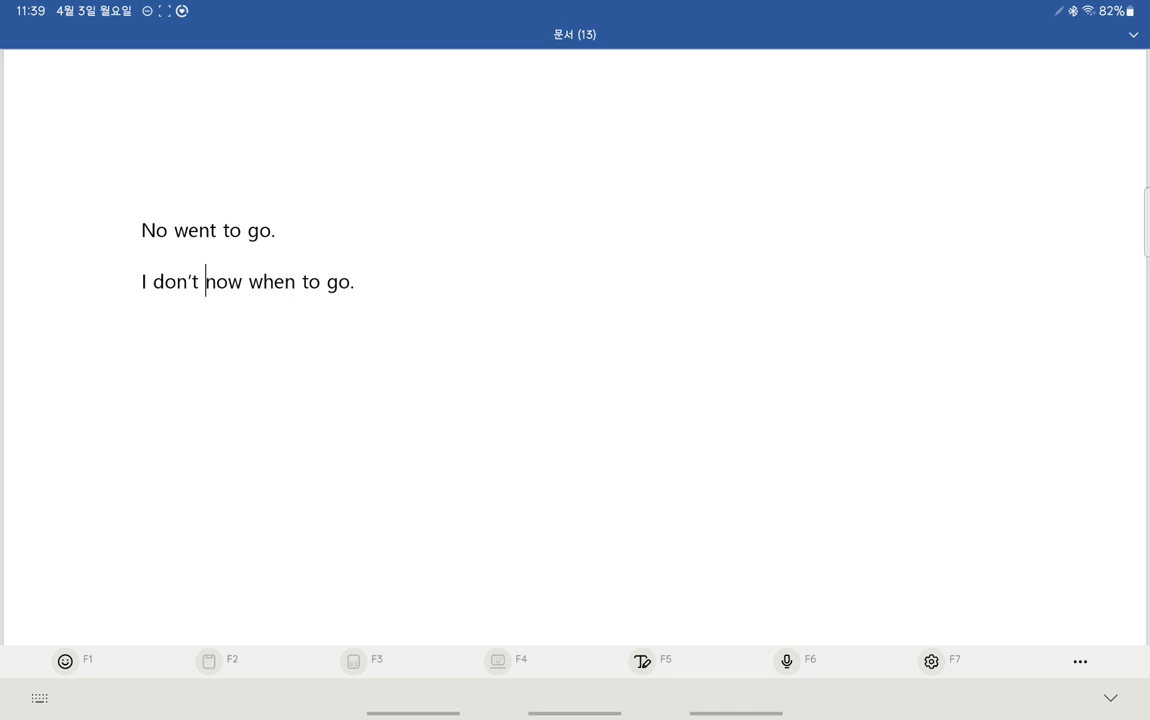 11:39 4월 3일 월요일 82%
문서 (13)
No went to go.
I don't now when to go.
F1 F2 F3 F4 F5 F6 F7